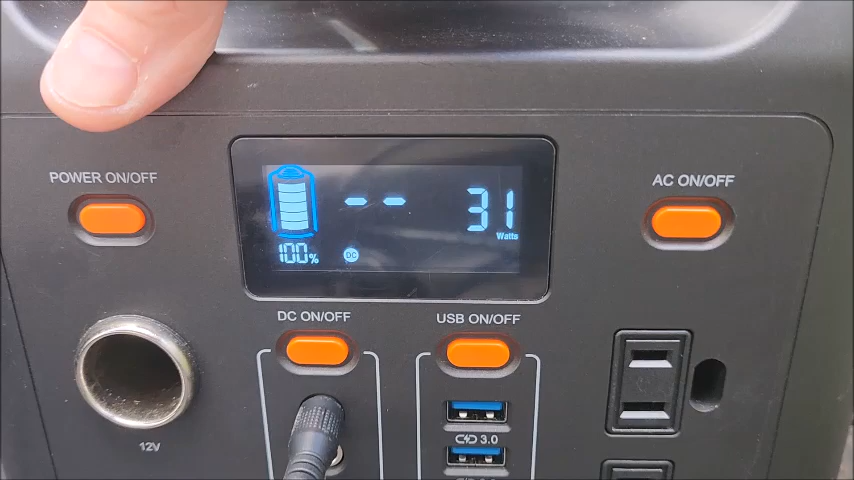 POWER ON/OFF
AC ON/OFF
-- 31
Watts
100% DC
DC ON/OFF
USB ON/OFF
3.0
12V